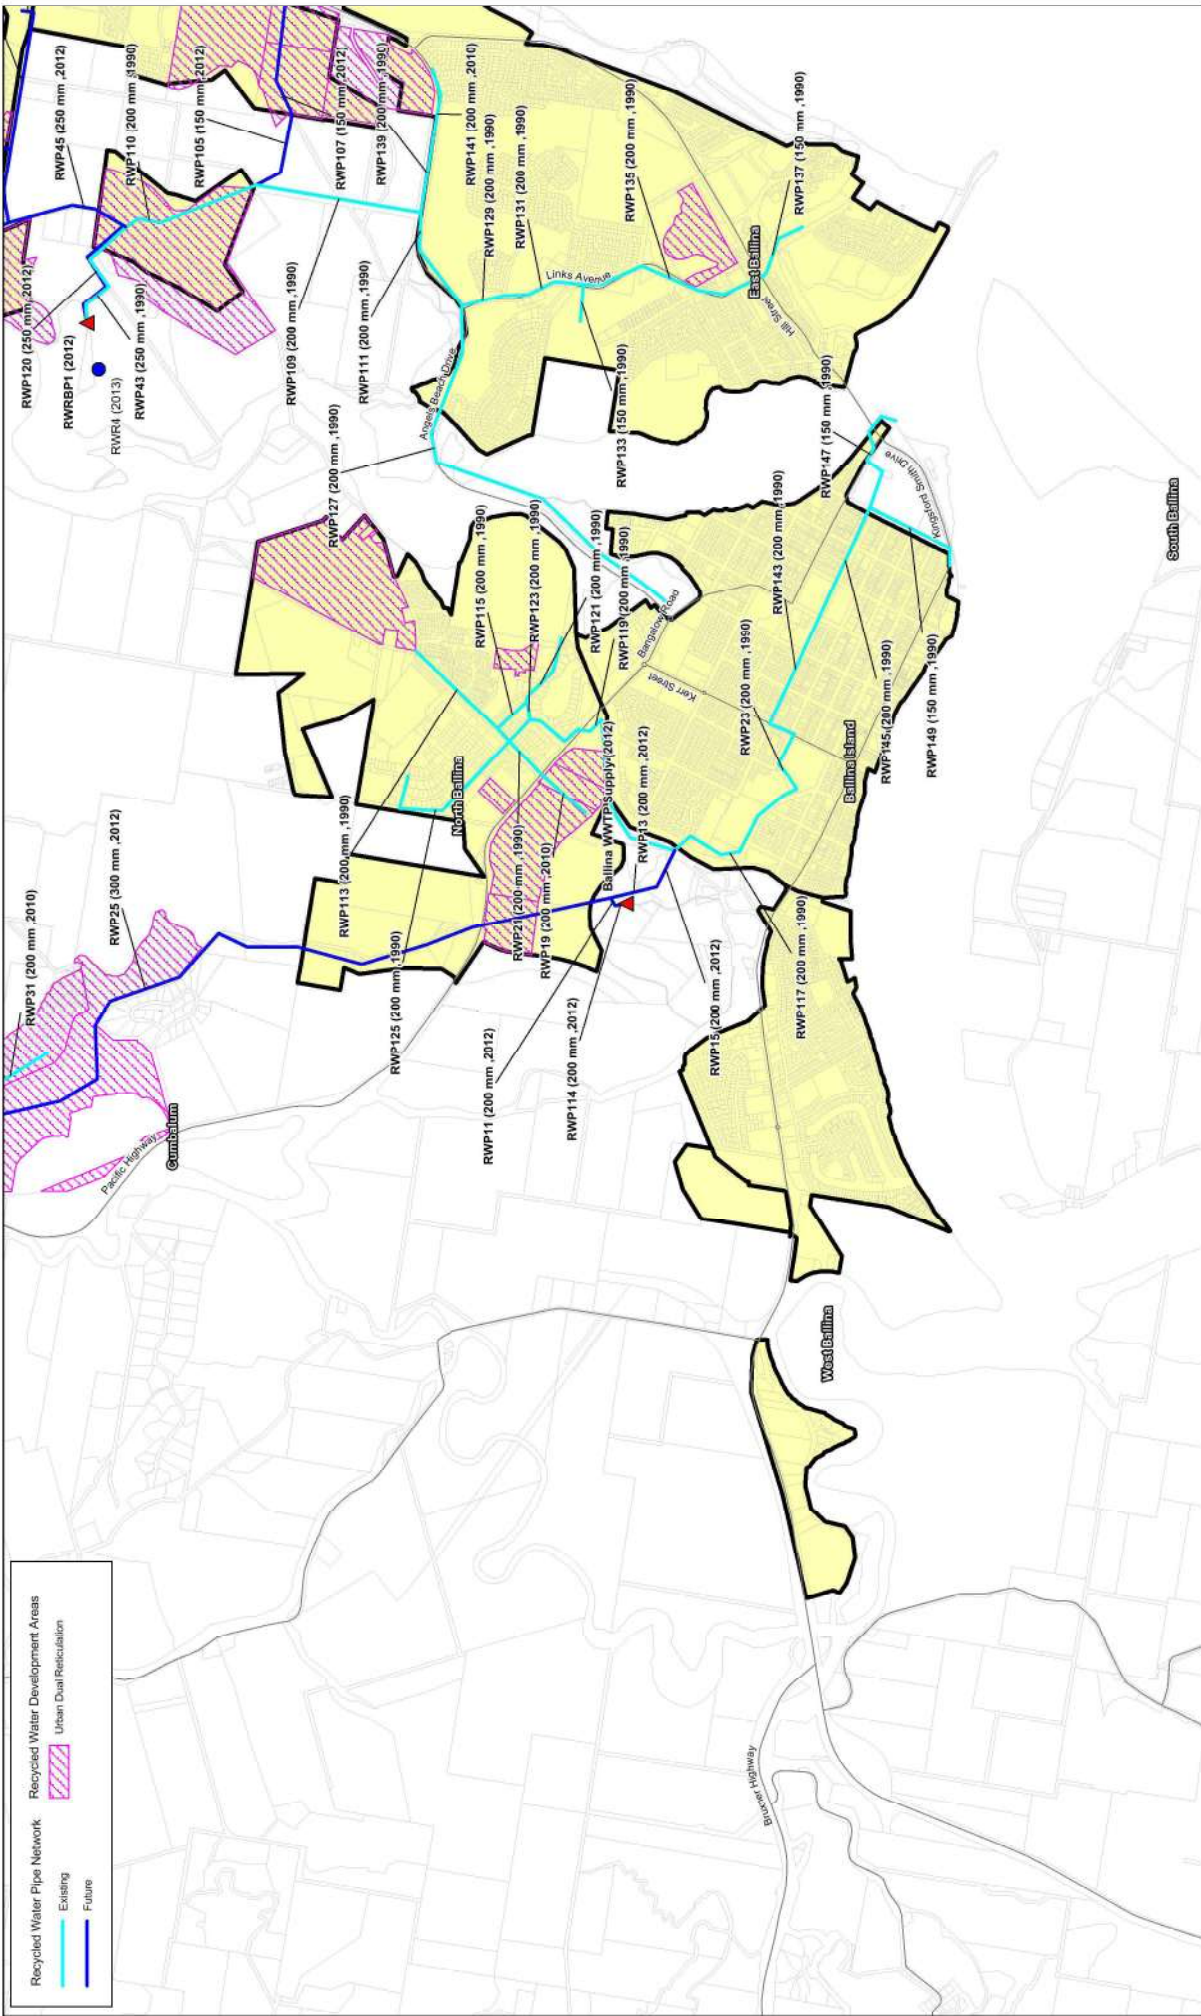 Recycled Water Pipe Network
Existing
Future
Recycled Water Development Areas
Urban Dual Reticulation
RWP31 (200 mm ,2010)
RWP25 (300 mm ,2012)
Pacific Highway
Cumbalum
RWP113 (200 mm ,1990)
RWP125 (200 mm ,1990)
North Ballina
RWP21 (200 mm ,1990)
RWP19 (200 mm ,2010)
RWP11 (200 mm ,2012)
RWP114 (200 mm ,2012)
Ballina WWTP Supply (2012)
RWP13 (200 mm ,2012)
RWP15 (200 mm ,2012)
RWP117 (200 mm ,1990)
West Ballina
Bruxner Highway
RWP120 (250 mm ,2012)
RWP45 (250 mm ,2012)
RWRBP1 (2012)
RWR4 (2013)
RWP43 (250 mm ,1990)
RWP110 (200 mm ,1990)
RWP105 (150 mm ,2012)
RWP109 (200 mm ,1990)
RWP107 (150 mm ,2012)
RWP139 (200 mm ,1990)
RWP111 (200 mm ,1990)
RWP127 (200 mm ,1990)
Angels Beach Drive
RWP141 (200 mm ,2010)
RWP129 (200 mm ,1990)
RWP131 (200 mm ,1990)
Links Avenue
RWP133 (150 mm ,1990)
RWP135 (200 mm ,1990)
East Ballina
Hill Street
RWP137 (150 mm ,1990)
RWP115 (200 mm ,1990)
RWP123 (200 mm ,1990)
RWP121 (200 mm ,1990)
RWP119 (200 mm ,1990)
Bangalow Road
Kerr Street
RWP23 (200 mm ,1990)
RWP143 (200 mm ,1990)
RWP147 (150 mm ,1990)
Kingsford Smith Drive
Ballina Island
RWP145 (200 mm ,1990)
RWP149 (150 mm ,1990)
South Ballina